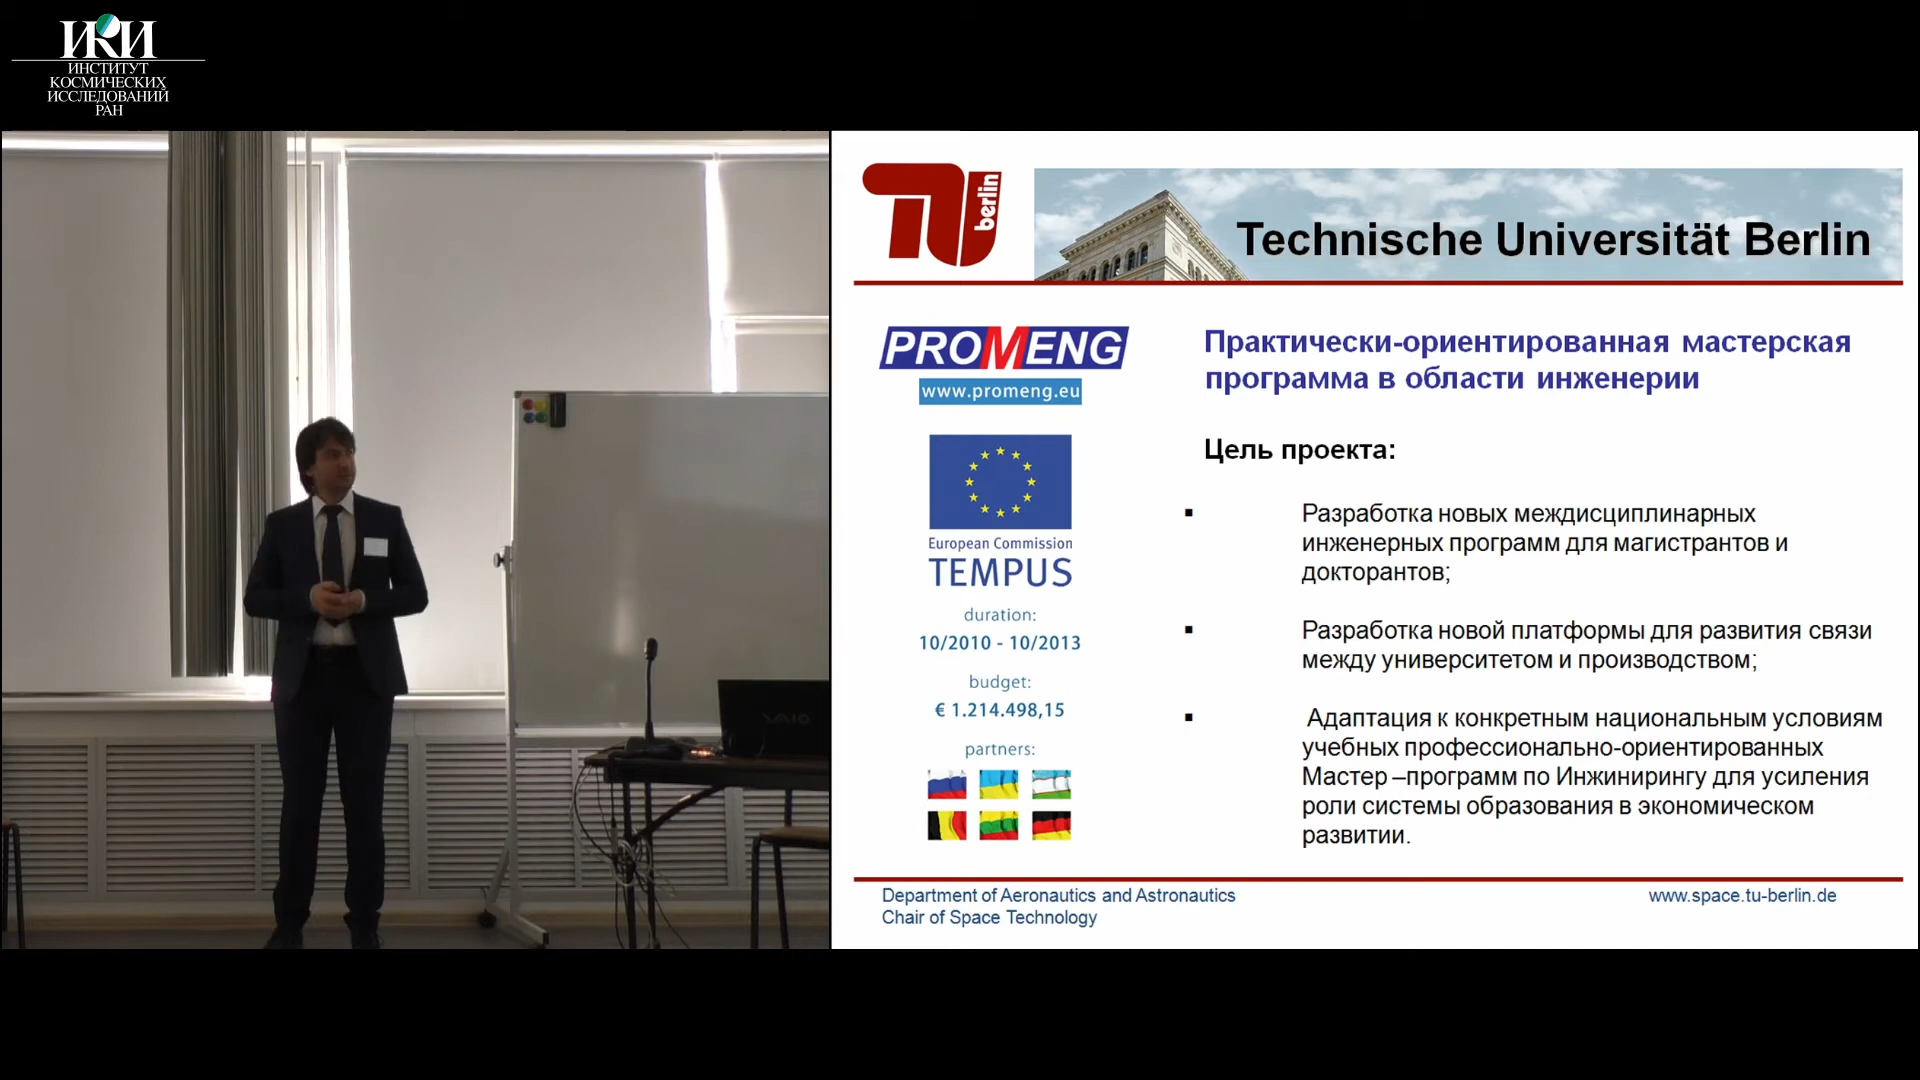 ИКИ
ИНСТИТУТ
КОСМИЧЕСКИХ
ИССЛЕДОВАНИЙ
РАН
TU berlin
Technische Universität Berlin
PROMENG
www.promeng.eu
European Commission
TEMPUS
duration:
10/2010 - 10/2013
budget:
€ 1.214.498,15
partners:
Практически-ориентированная мастерская
программа в области инженерии
Цель проекта:
▪ Разработка новых междисциплинарных
инженерных программ для магистрантов и
докторантов;
▪ Разработка новой платформы для развития связи
между университетом и производством;
▪ Адаптация к конкретным национальным условиям
учебных профессионально-ориентированных
Мастер –программ по Инжинирингу для усиления
роли системы образования в экономическом
развитии.
Department of Aeronautics and Astronautics
Chair of Space Technology
www.space.tu-berlin.de
VAIO